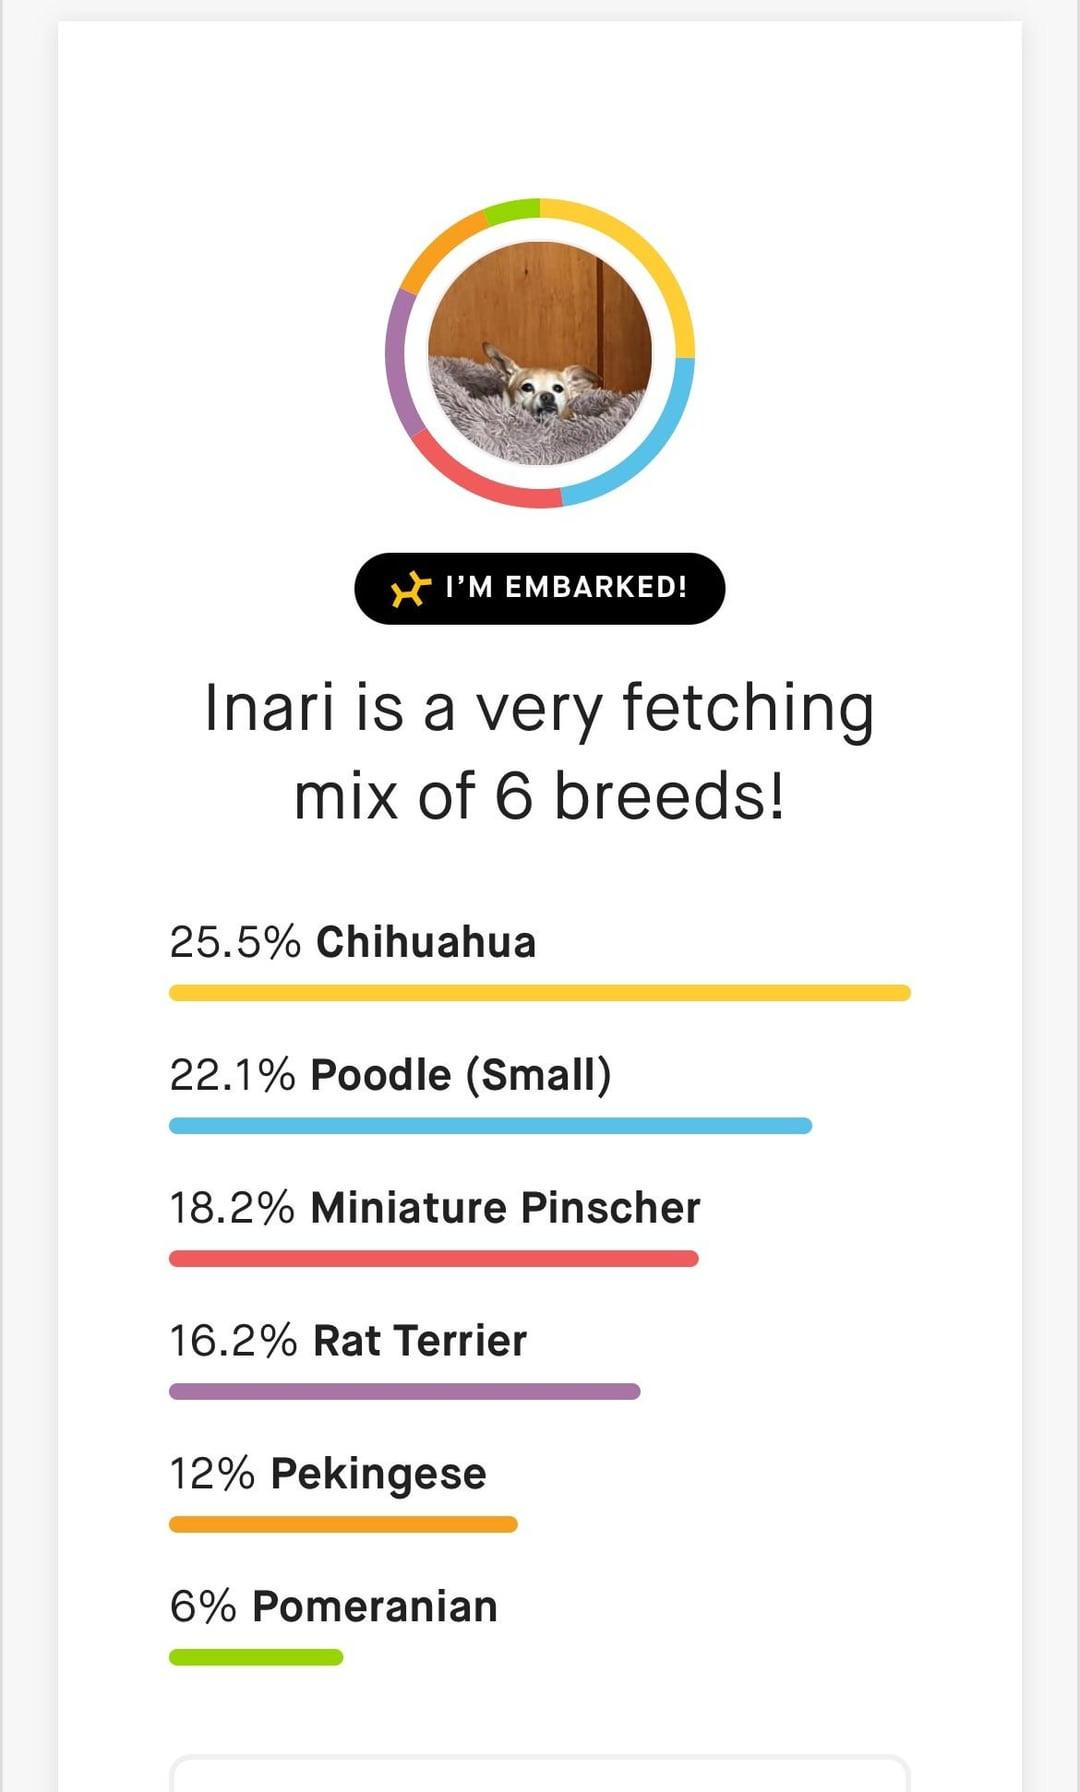 I’M EMBARKED!
Inari is a very fetching
mix of 6 breeds!
25.5% Chihuahua
22.1% Poodle (Small)
18.2% Miniature Pinscher
16.2% Rat Terrier
12% Pekingese
6% Pomeranian